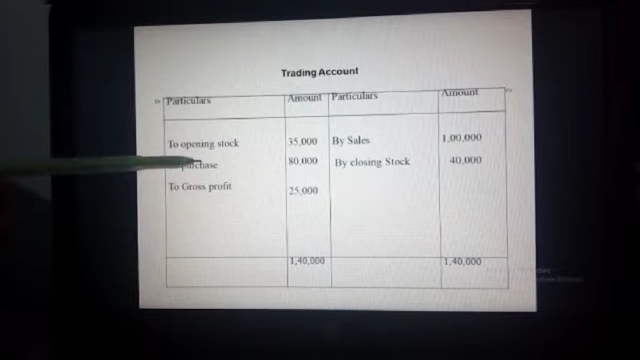 Trading Account
Particulars Amount Particulars Amount
To opening stock 35,000 By Sales 1,00,000
purchase 80,000 By closing Stock 40,000
To Gross profit 25,000
1,40,000 1,40,000